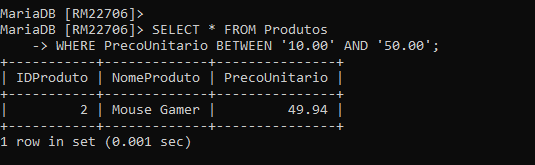 MariaDB [RM22706]>
MariaDB [RM22706]> SELECT * FROM Produtos
    -> WHERE PrecoUnitario BETWEEN '10.00' AND '50.00';
+-----------+-------------+---------------+
| IDProduto | NomeProduto | PrecoUnitario |
+-----------+-------------+---------------+
|         2 | Mouse Gamer |         49.94 |
+-----------+-------------+---------------+
1 row in set (0.001 sec)